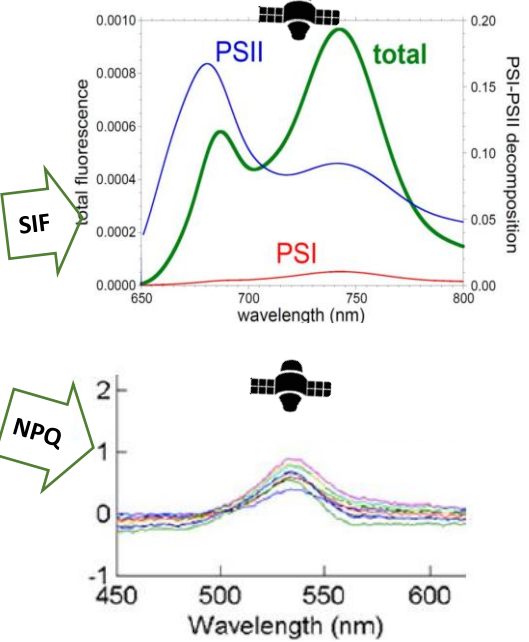 0.0010
0.0008
0.0006
0.0004
0.0002
0.0000
total fluorescence
0.20
0.15
0.10
0.05
0.00
PSI-PSII decomposition
PSII
total
PSI
SIF
650
700
750
800
wavelength (nm)
NPQ
2
1
0
-1
450
500
550
600
Wavelength (nm)